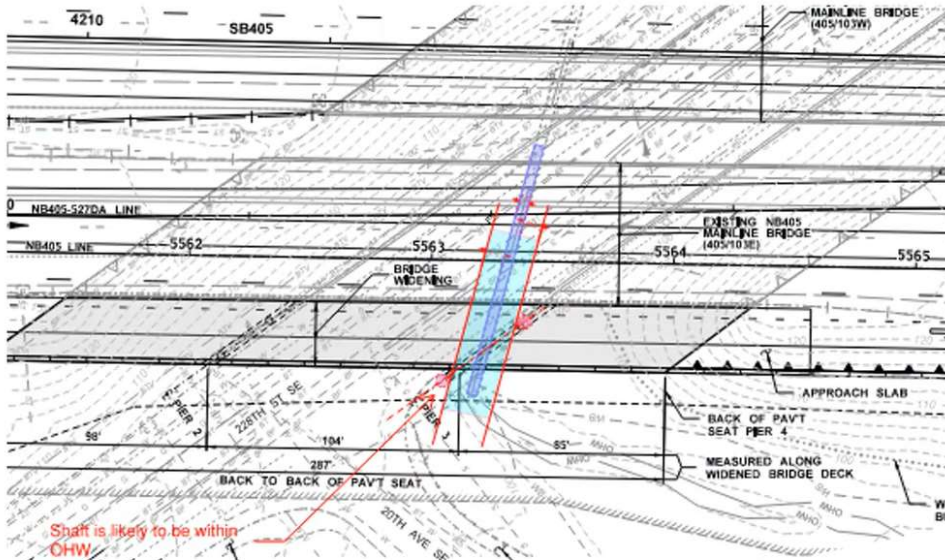 4210
SB405
MAINLINE BRIDGE
(405/103W)
NB405-527DA LINE
NB405 LINE
5562
5563
5564
5565
EXISTING NB405
MAINLINE BRIDGE
(405/103E)
BRIDGE
WIDENING
APPROACH SLAB
PIER 2
228TH ST SE
PIER 3
BACK OF PAV'T
SEAT PIER 4
98'
104'
85'
287'
BACK TO BACK OF PAV'T SEAT
MEASURED ALONG
WIDENED BRIDGE DECK
20TH AVE SE
Shaft is likely to be within
OHW